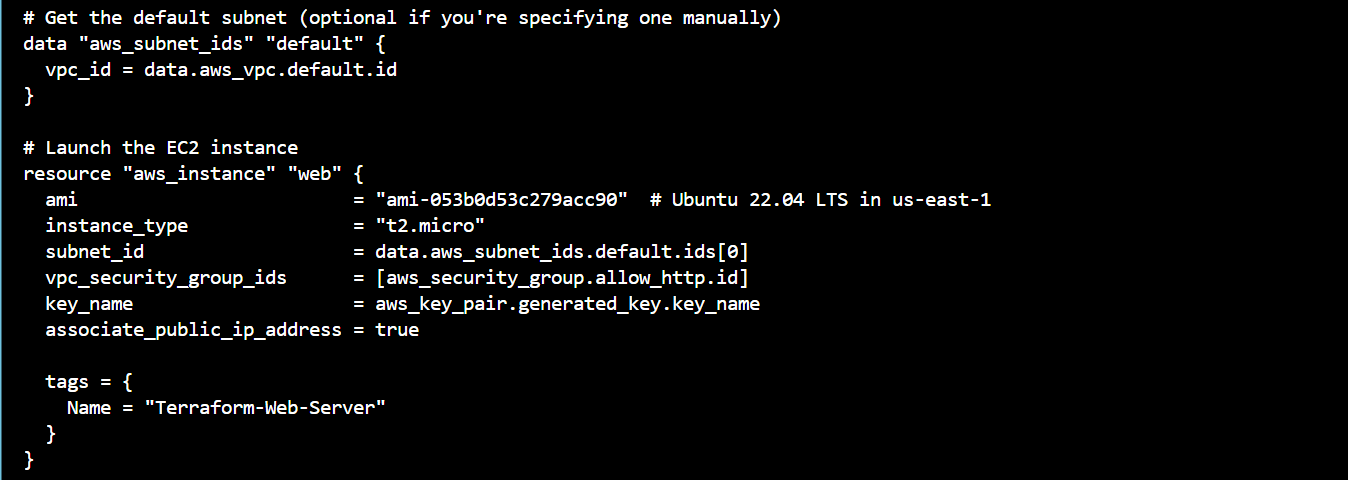 # Get the default subnet (optional if you're specifying one manually)
data "aws_subnet_ids" "default" {
  vpc_id = data.aws_vpc.default.id
}

# Launch the EC2 instance
resource "aws_instance" "web" {
  ami                         = "ami-053b0d53c279acc90"  # Ubuntu 22.04 LTS in us-east-1
  instance_type               = "t2.micro"
  subnet_id                   = data.aws_subnet_ids.default.ids[0]
  vpc_security_group_ids      = [aws_security_group.allow_http.id]
  key_name                    = aws_key_pair.generated_key.key_name
  associate_public_ip_address = true

  tags = {
    Name = "Terraform-Web-Server"
  }
}